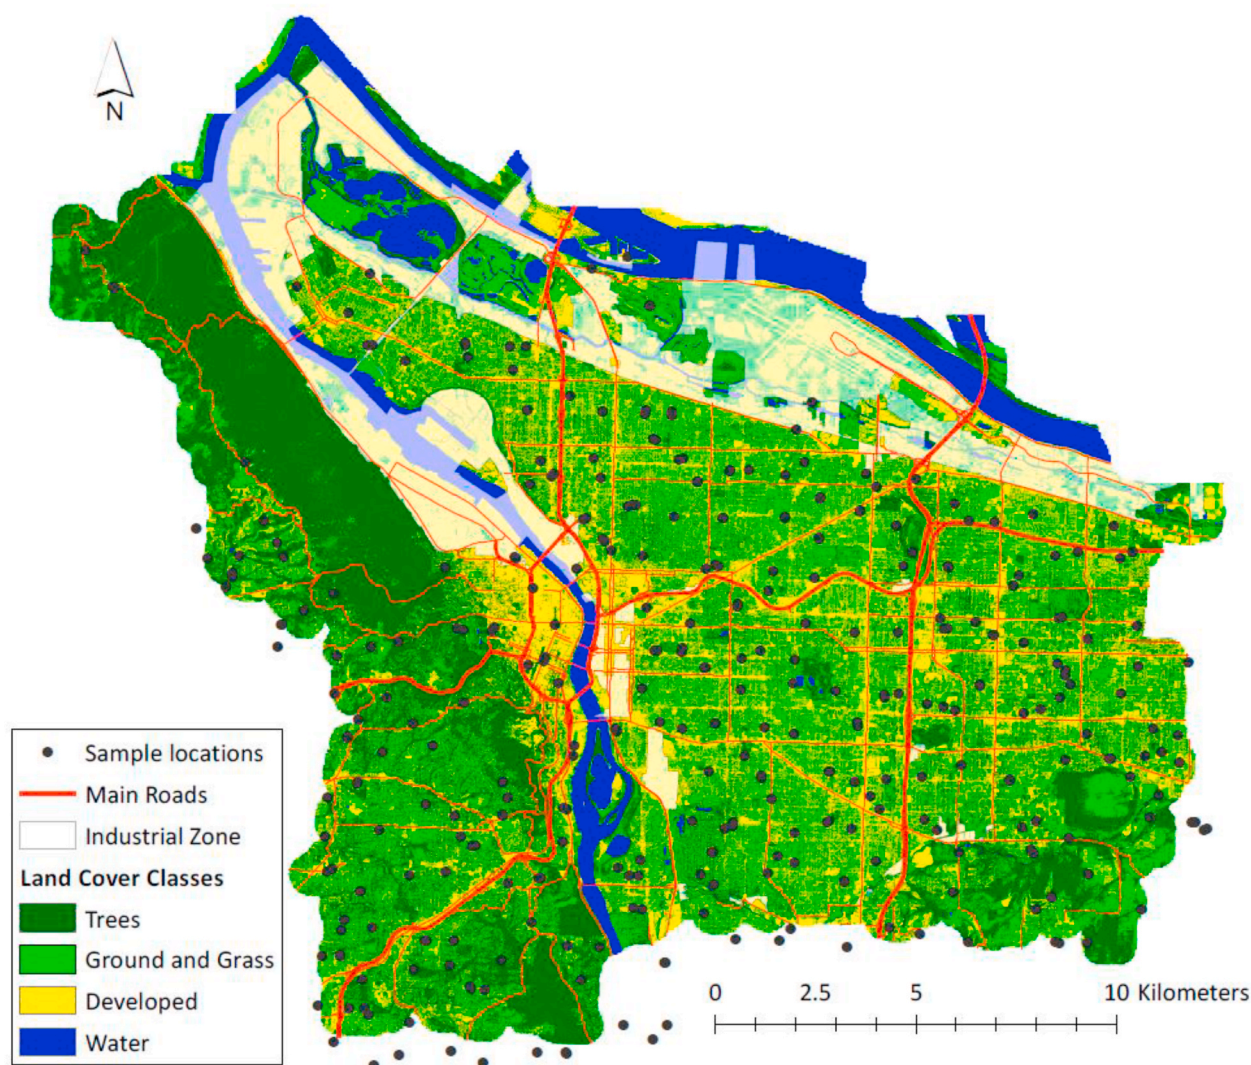 N
Sample locations
Main Roads
Industrial Zone
Land Cover Classes
Trees
Ground and Grass
Developed
Water
0 2.5 5 10 Kilometers